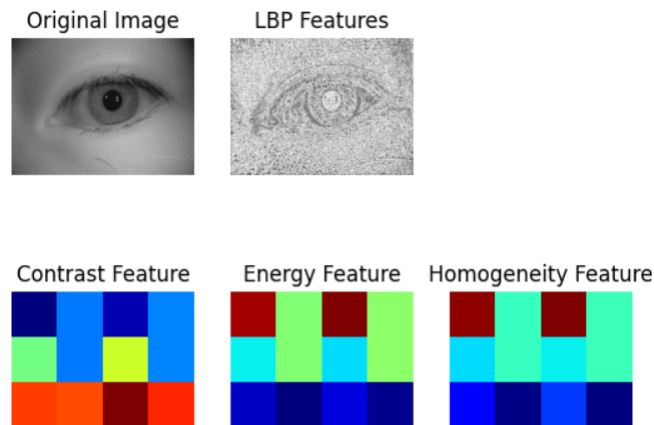 Original Image
LBP Features
Contrast Feature
Energy Feature
Homogeneity Feature